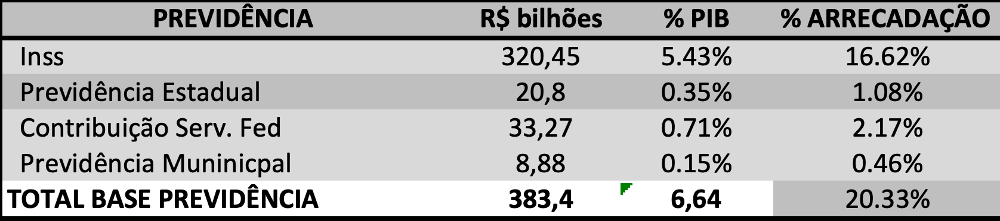 PREVIDÊNCIA R$ bilhões % PIB % ARRECADAÇÃO
Inss 320,45 5.43% 16.62%
Previdência Estadual 20,8 0.35% 1.08%
Contribuição Serv. Fed 33,27 0.71% 2.17%
Previdência Muninicpal 8,88 0.15% 0.46%
TOTAL BASE PREVIDÊNCIA 383,4 6,64 20.33%